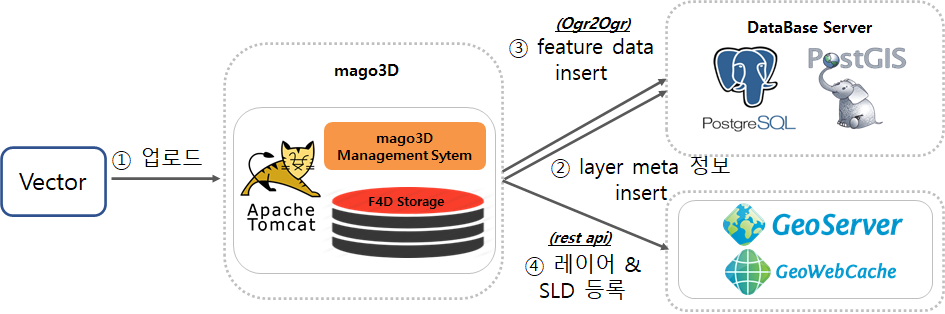 Vector
① 업로드
mago3D
Apache
Tomcat
mago3D
Management Sytem
F4D Storage
(Ogr2Ogr)
③ feature data
insert
② layer meta 정보
insert
(rest api)
④ 레이어 &
SLD 등록
DataBase Server
PostgreSQL
PostGIS
GeoServer
GeoWebCache